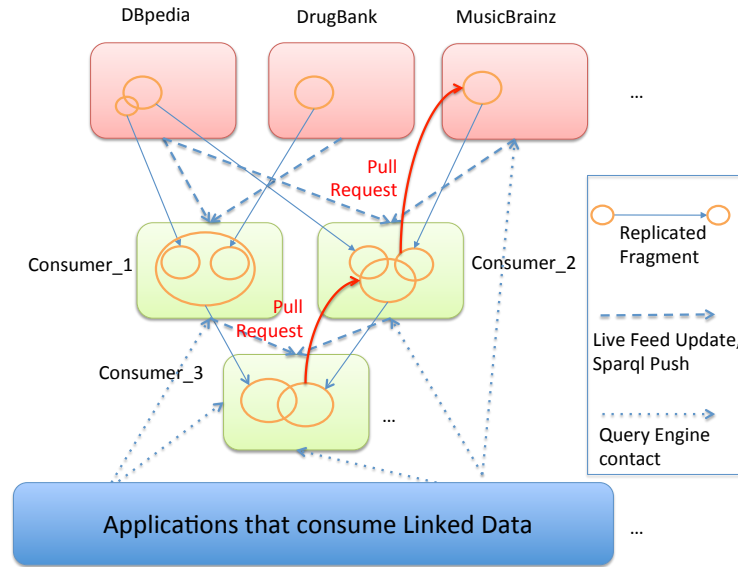 DBpedia
DrugBank
MusicBrainz
...
Pull
Request
Replicated
Fragment
Consumer_1
Consumer_2
Pull
Request
Live Feed Update,
Sparql Push
Consumer_3
...
Query Engine
contact
Applications that consume Linked Data
...